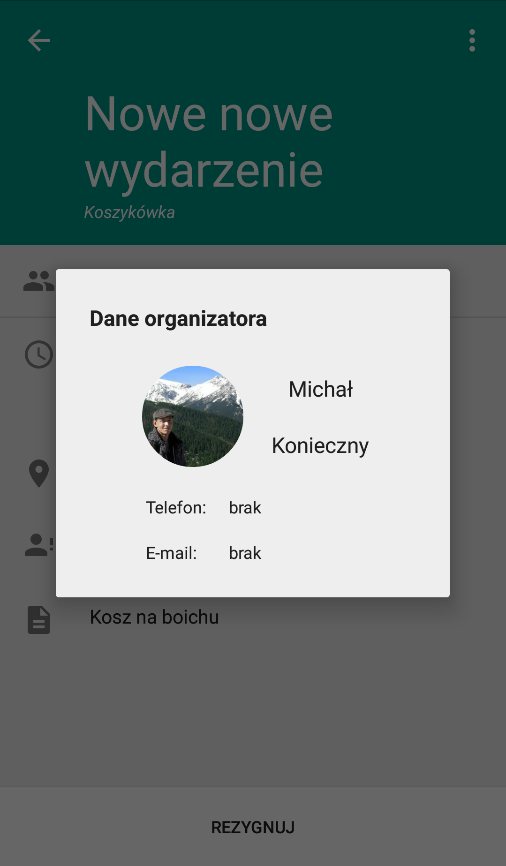 Nowe nowe
wydarzenie
Koszykówka
Dane organizatora
Michał
Konieczny
Telefon: brak
E-mail: brak
Kosz na boichu
REZYGNUJ